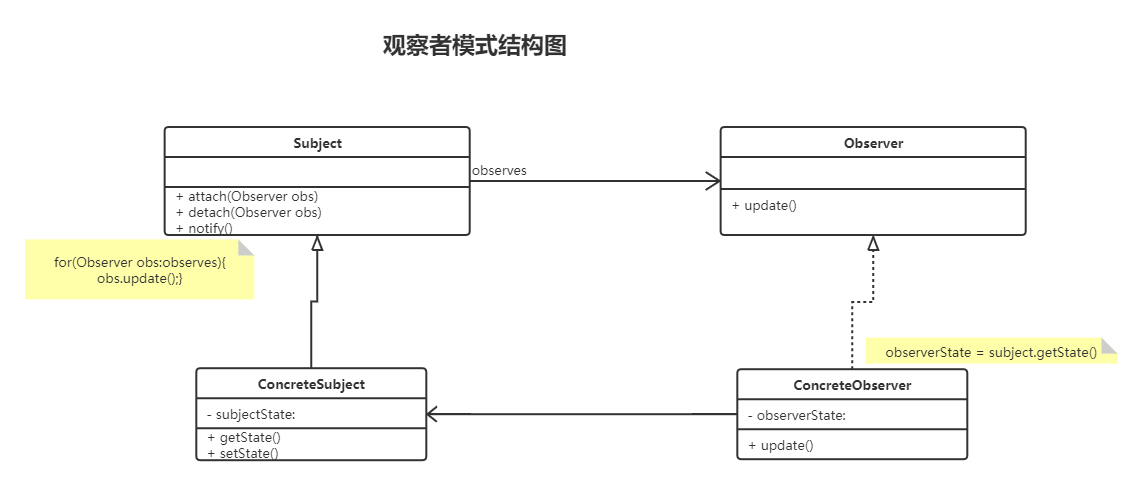 观察者模式结构图
Subject
+ attach(Observer obs)
+ detach(Observer obs)
+ notify()
observes
Observer
+ update()
for(Observer obs:observes){
obs.update();}
observerState = subject.getState()
ConcreteSubject
- subjectState:
+ getState()
+ setState()
ConcreteObserver
- observerState:
+ update()